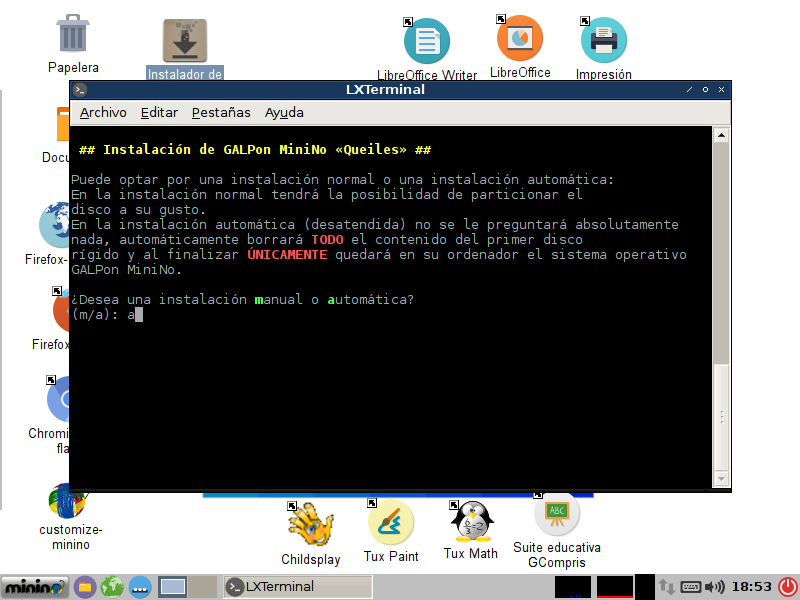 Papelera
Instalador de
LibreOffice Writer
LibreOffice
Impresión
LXTerminal
Archivo Editar Pestañas Ayuda
## Instalación de GALPon MiniNo «Queiles» ##
Puede optar por una instalación normal o una instalación automática:
En la instalación normal tendrá la posibilidad de particionar el
disco a su gusto.
En la instalación automática (desatendida) no se le preguntará absolutamente
nada, automáticamente borrará TODO el contenido del primer disco
rígido y al finalizar ÚNICAMENTE quedará en su ordenador el sistema operativo
GALPon MiniNo.
¿Desea una instalación manual o automática?
(m/a): a
Docu
Firefox-
Firefox
Chromi
fla
customize-
minino
Childsplay
Tux Paint
6/3-2
Tux Math
ABC
Suite educativa
GCompris
minino
LXTerminal
18:53